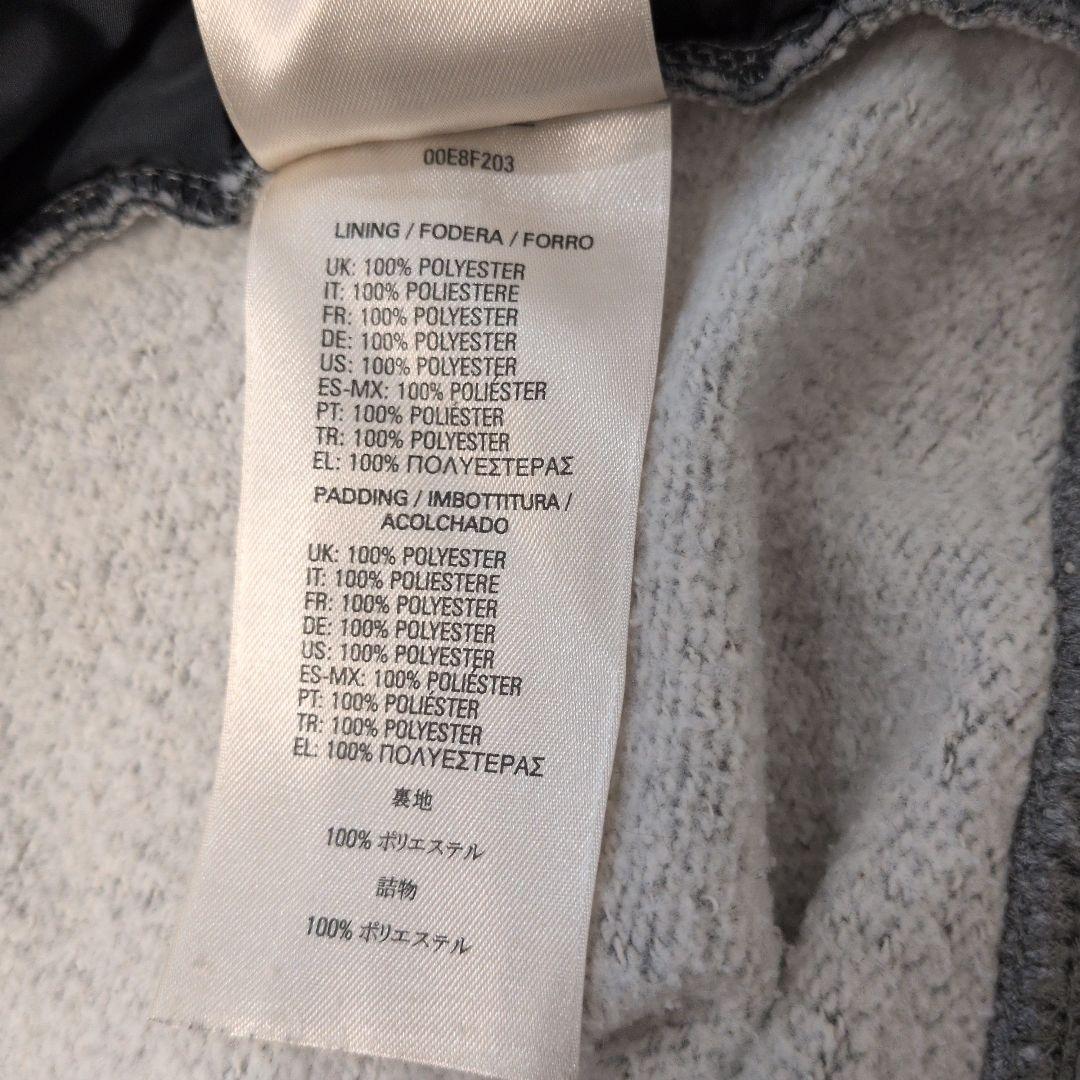 00E8F203
LINING / FODERA / FORRO
UK: 100% POLYESTER
IT: 100% POLIESTERE
FR: 100% POLYESTER
DE: 100% POLYESTER
US: 100% POLYESTER
ES-MX: 100% POLIÉSTER
PT: 100% POLIÉSTER
TR: 100% POLYESTER
EL: 100% ΠΟΛΥΕΣΤΕΡΑΣ
PADDING / IMBOTTITURA /
ACOLCHADO
UK: 100% POLYESTER
IT: 100% POLIESTERE
FR: 100% POLYESTER
DE: 100% POLYESTER
US: 100% POLYESTER
ES-MX: 100% POLIÉSTER
PT: 100% POLIÉSTER
TR: 100% POLYESTER
EL: 100% ΠΟΛΥΕΣΤΕΡΑΣ
裏地
100% ポリエステル
詰物
100% ポリエステル